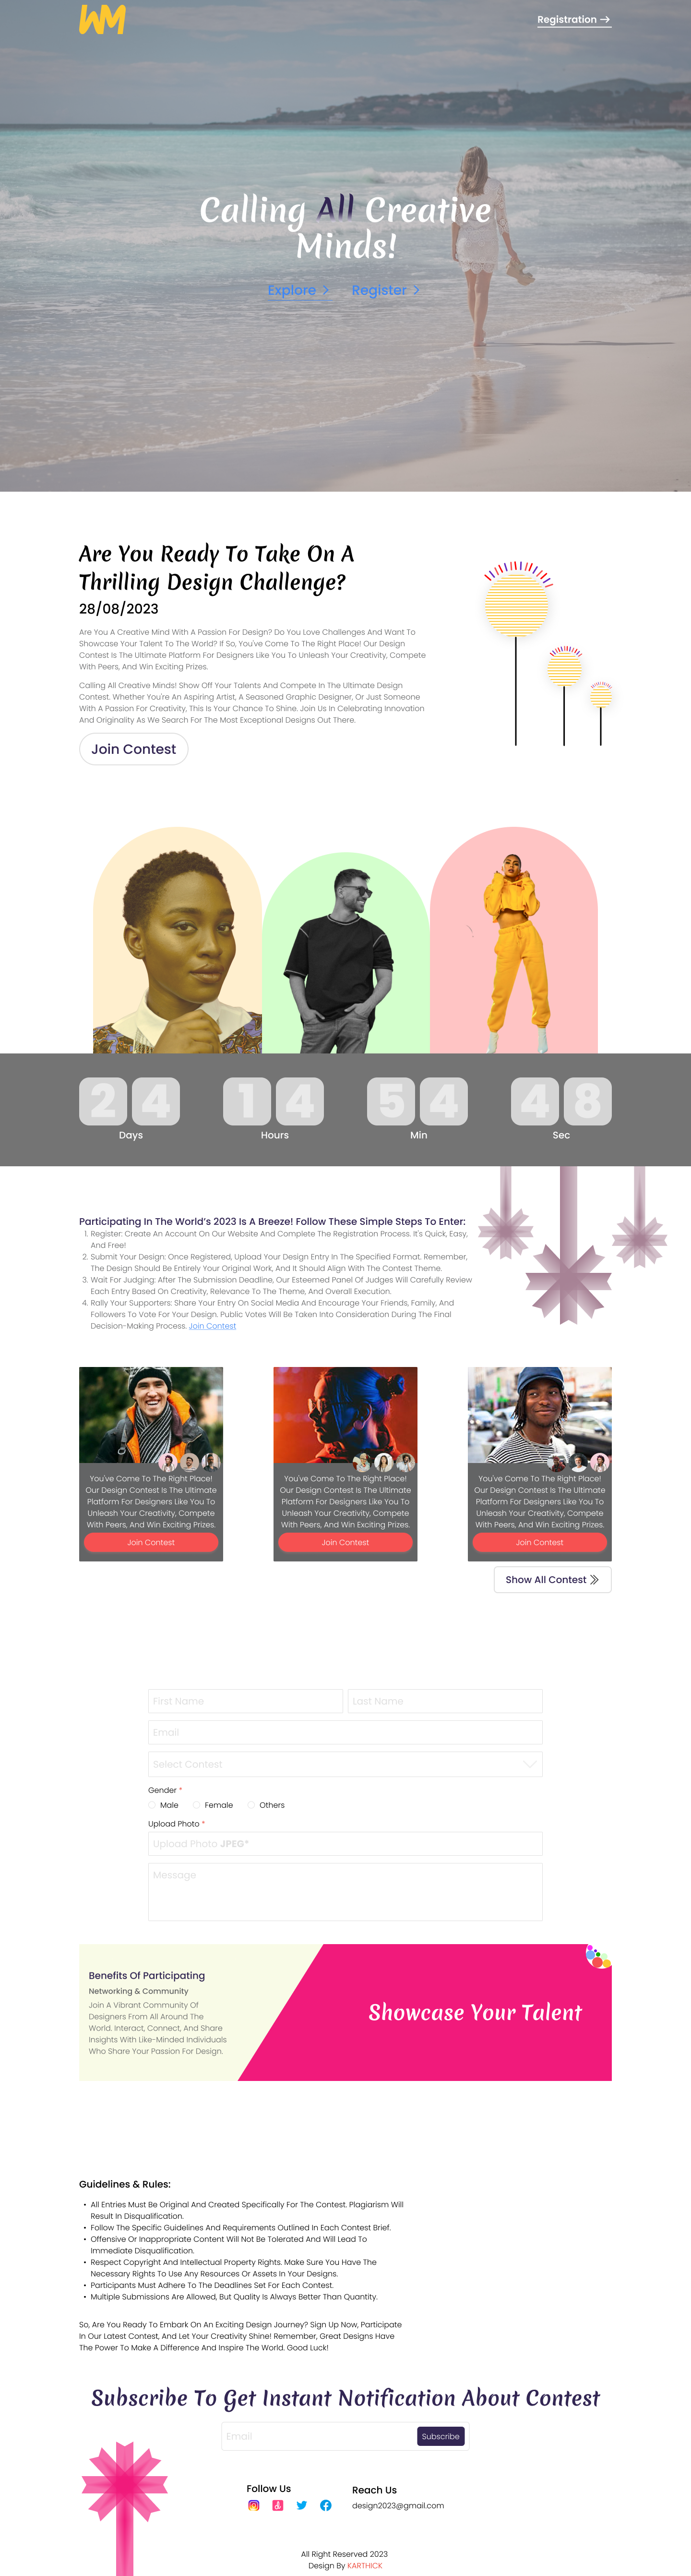 WM
Registration
Calling All Creative
Minds!
Explore
Register
Are You Ready To Take On A
Thrilling Design Challenge?
28/08/2023
Are You A Creative Mind With A Passion For Design? Do You Love Challenges And Want To
Showcase Your Talent To The World? If So, You've Come To The Right Place! Our Design
Contest Is The Ultimate Platform For Designers Like You To Unleash Your Creativity, Compete
With Peers, And Win Exciting Prizes.
Calling All Creative Minds! Show Off Your Talents And Compete In The Ultimate Design
Contest. Whether You're An Aspiring Artist, A Seasoned Graphic Designer, Or Just Someone
With A Passion For Creativity, This Is Your Chance To Shine. Join Us In Celebrating Innovation
And Originality As We Search For The Most Exceptional Designs Out There.
Join Contest
2 4 1 4 5 4 4 8
Days Hours Min Sec
Participating In The World's 2023 Is A Breeze! Follow These Simple Steps To Enter:
1. Register: Create An Account On Our Website And Complete The Registration Process. It's Quick, Easy,
And Free!
2. Submit Your Design: Once Registered, Upload Your Design Entry In The Specified Format. Remember,
The Design Should Be Entirely Your Original Work, And It Should Align With The Contest Theme.
3. Wait For Judging: After The Submission Deadline, Our Esteemed Panel Of Judges Will Carefully Review
Each Entry Based On Creativity, Relevance To The Theme, And Overall Execution.
4. Rally Your Supporters: Share Your Entry On Social Media And Encourage Your Friends, Family, And
Followers To Vote For Your Design. Public Votes Will Be Taken Into Consideration During The Final
Decision-Making Process. Join Contest
You've Come To The Right Place!
Our Design Contest Is The Ultimate
Platform For Designers Like You To
Unleash Your Creativity, Compete
With Peers, And Win Exciting Prizes.
Join Contest
You've Come To The Right Place!
Our Design Contest Is The Ultimate
Platform For Designers Like You To
Unleash Your Creativity, Compete
With Peers, And Win Exciting Prizes.
Join Contest
You've Come To The Right Place!
Our Design Contest Is The Ultimate
Platform For Designers Like You To
Unleash Your Creativity, Compete
With Peers, And Win Exciting Prizes.
Join Contest
Show All Contest
First Name
Last Name
Email
Select Contest
Gender *
Male Female Others
Upload Photo *
Upload Photo JPEG*
Message
Benefits Of Participating
Networking & Community
Join A Vibrant Community Of
Designers From All Around The
World. Interact, Connect, And Share
Insights With Like-Minded Individuals
Who Share Your Passion For Design.
Showcase Your Talent
Guidelines & Rules:
• All Entries Must Be Original And Created Specifically For The Contest. Plagiarism Will
Result In Disqualification.
• Follow The Specific Guidelines And Requirements Outlined In Each Contest Brief.
• Offensive Or Inappropriate Content Will Not Be Tolerated And Will Lead To
Immediate Disqualification.
• Respect Copyright And Intellectual Property Rights. Make Sure You Have The
Necessary Rights To Use Any Resources Or Assets In Your Designs.
• Participants Must Adhere To The Deadlines Set For Each Contest.
• Multiple Submissions Are Allowed, But Quality Is Always Better Than Quantity.
So, Are You Ready To Embark On An Exciting Design Journey? Sign Up Now, Participate
In Our Latest Contest, And Let Your Creativity Shine! Remember, Great Designs Have
The Power To Make A Difference And Inspire The World. Good Luck!
Subscribe To Get Instant Notification About Contest
Email
Subscribe
Follow Us
Reach Us
design2023@gmail.com
All Right Reserved 2023
Design By KARTHICK